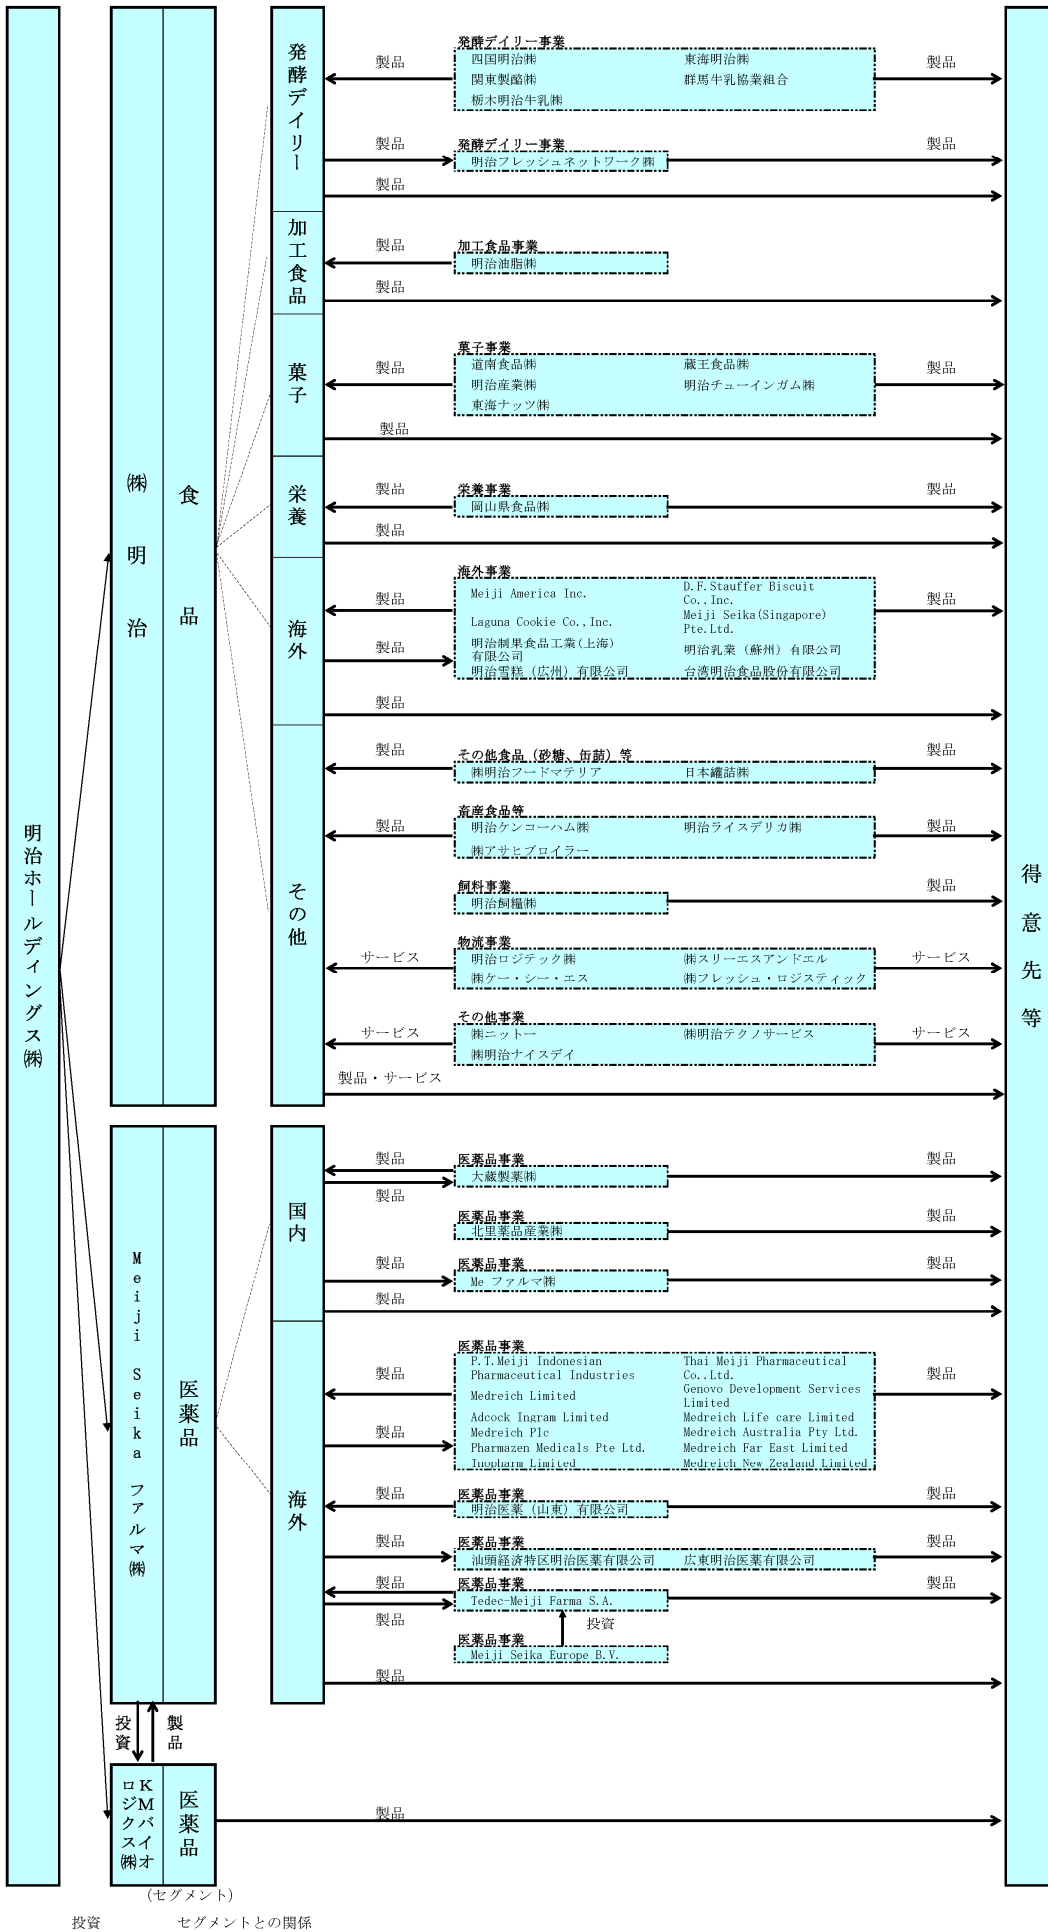 明治ホールディングス㈱
㈱明治
食品
発酵デイリー
製品
発酵デイリー事業
四国明治㈱
東海明治㈱
関東製酪㈱
群馬牛乳協業組合
栃木明治牛乳㈱
製品
製品
発酵デイリー事業
明治フレッシュネットワーク㈱
製品
製品
加工食品
製品
加工食品事業
明治油脂㈱
製品
菓子
製品
菓子事業
道南食品㈱
蔵王食品㈱
明治産業㈱
明治チューインガム㈱
東海ナッツ㈱
製品
製品
栄養
製品
栄養事業
岡山県食品㈱
製品
製品
海外
製品
製品
海外事業
Meiji America Inc.
D.F.Stauffer Biscuit
Co.,Inc.
Laguna Cookie Co.,Inc.
Meiji Seika(Singapore)
Pte.Ltd.
明治制果食品工業(上海)
有限公司
明治乳業（蘇州）有限公司
明治雪糕（広州）有限公司
台湾明治食品股份有限公司
製品
製品
その他
製品
その他食品（砂糖、缶詰）等
㈱明治フードマテリア
日本罐詰㈱
製品
製品
畜産食品等
明治ケンコーハム㈱
明治ライスデリカ㈱
㈱アサヒブロイラー
製品
飼料事業
明治飼糧㈱
製品
サービス
物流事業
明治ロジテック㈱
㈱スリーエスアンドエル
㈱ケー・シー・エス
㈱フレッシュ・ロジスティック
サービス
サービス
その他事業
㈱ニットー
㈱明治テクノサービス
㈱明治ナイスデイ
サービス
製品・サービス
得意先等
Meiji Seika ファルマ㈱
医薬品
国内
製品
製品
医薬品事業
大蔵製薬㈱
製品
医薬品事業
北里薬品産業㈱
製品
製品
医薬品事業
Me ファルマ㈱
製品
製品
海外
製品
製品
医薬品事業
P.T.Meiji Indonesian
Pharmaceutical Industries
Thai Meiji Pharmaceutical
Co.,Ltd.
Medreich Limited
Genovo Development Services
Limited
Adcock Ingram Limited
Medreich Life care Limited
Medreich Plc
Medreich Australia Pty Ltd.
Pharmazen Medicals Pte Ltd.
Medreich Far East Limited
Inopharm Limited
Medreich New Zealand Limited
製品
製品
医薬品事業
明治医薬（山東）有限公司
製品
製品
医薬品事業
汕頭経済特区明治医薬有限公司
広東明治医薬有限公司
製品
製品
製品
医薬品事業
Tedec-Meiji Farma S.A.
製品
投資
医薬品事業
Meiji Seika Europe B.V.
製品
投資
製品
KMバイオ
ロジクス㈱
医薬品
製品
(セグメント)
投資
セグメントとの関係